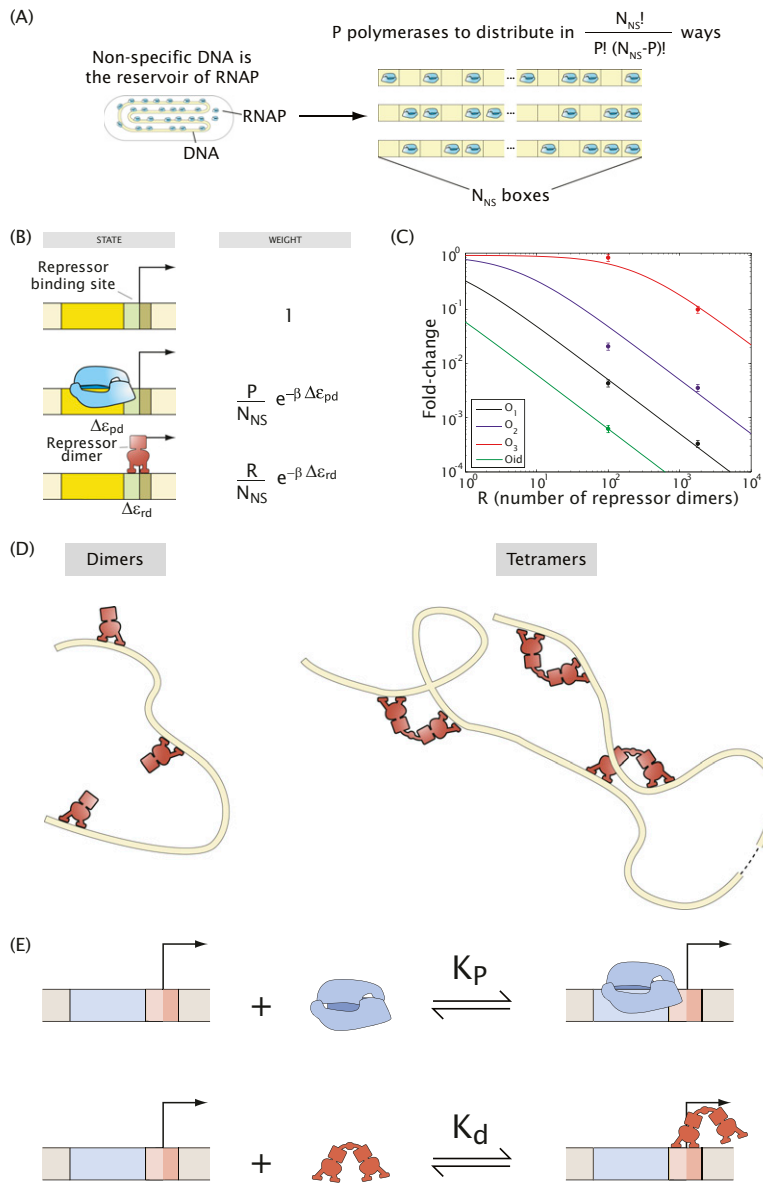 (A)
P polymerases to distribute in N_NS! / P! (N_NS-P)! ways
Non-specific DNA is
the reservoir of RNAP
RNAP
DNA
...
...
...
N_NS boxes
(B)
STATE
WEIGHT
Repressor
binding site
1
Δε_pd
P / N_NS e^-β Δε_pd
Repressor
dimer
R / N_NS e^-β Δε_rd
Δε_rd
(C)
Fold-change
10^0
10^-1
10^-2
10^-3
10^-4
O_1
O_2
O_3
Oid
10^0 10^1 10^2 10^3 10^4
R (number of repressor dimers)
(D)
Dimers
Tetramers
(E)
+
K_P
+
K_d